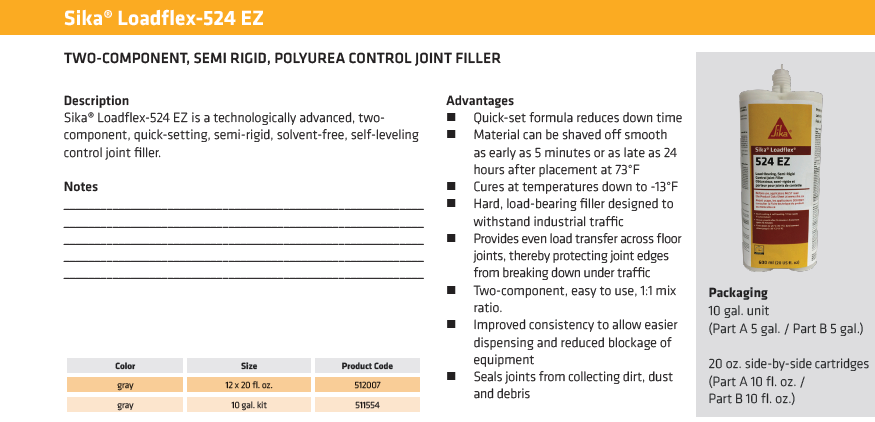 Sika® Loadflex-524 EZ
TWO-COMPONENT, SEMI RIGID, POLYUREA CONTROL JOINT FILLER
Description
Sika® Loadflex-524 EZ is a technologically advanced, two-
component, quick-setting, semi-rigid, solvent-free, self-leveling
control joint filler.
Notes
Color Size Product Code
gray 12 x 20 fl. oz. 512007
gray 10 gal. kit 511554
Advantages
■ Quick-set formula reduces down time
■ Material can be shaved off smooth
as early as 5 minutes or as late as 24
hours after placement at 73°F
■ Cures at temperatures down to -13°F
■ Hard, load-bearing filler designed to
withstand industrial traffic
■ Provides even load transfer across floor
joints, thereby protecting joint edges
from breaking down under traffic
■ Two-component, easy to use, 1:1 mix
ratio.
■ Improved consistency to allow easier
dispensing and reduced blockage of
equipment
■ Seals joints from collecting dirt, dust
and debris
Sika®
Sika® Loadflex®
524 EZ
Packaging
10 gal. unit
(Part A 5 gal. / Part B 5 gal.)
20 oz. side-by-side cartridges
(Part A 10 fl. oz. /
Part B 10 fl. oz.)